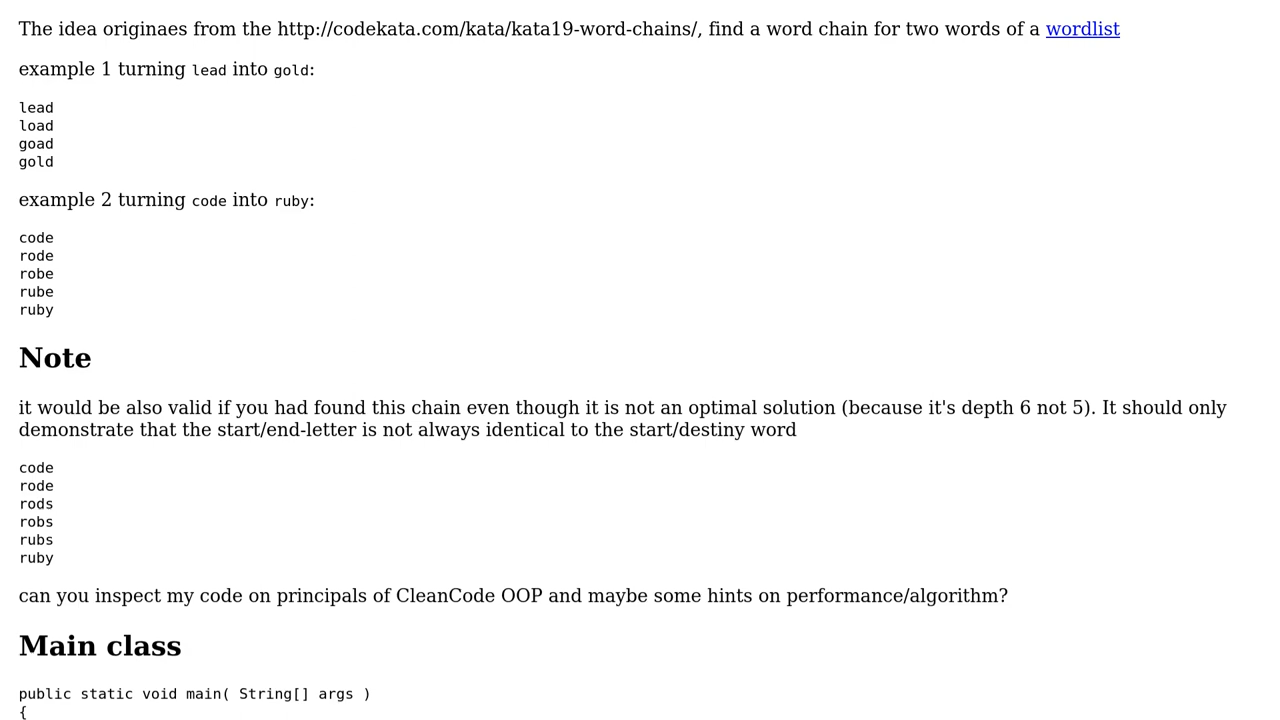 The idea originaes from the http://codekata.com/kata/kata19-word-chains/, find a word chain for two words of a wordlist
example 1 turning lead into gold:
lead
load
goad
gold
example 2 turning code into ruby:
code
rode
robe
rube
ruby
Note
it would be also valid if you had found this chain even though it is not an optimal solution (because it's depth 6 not 5). It should only
demonstrate that the start/end-letter is not always identical to the start/destiny word
code
rode
rods
robs
rubs
ruby
can you inspect my code on principals of CleanCode OOP and maybe some hints on performance/algorithm?
Main class
public static void main( String[] args )
{